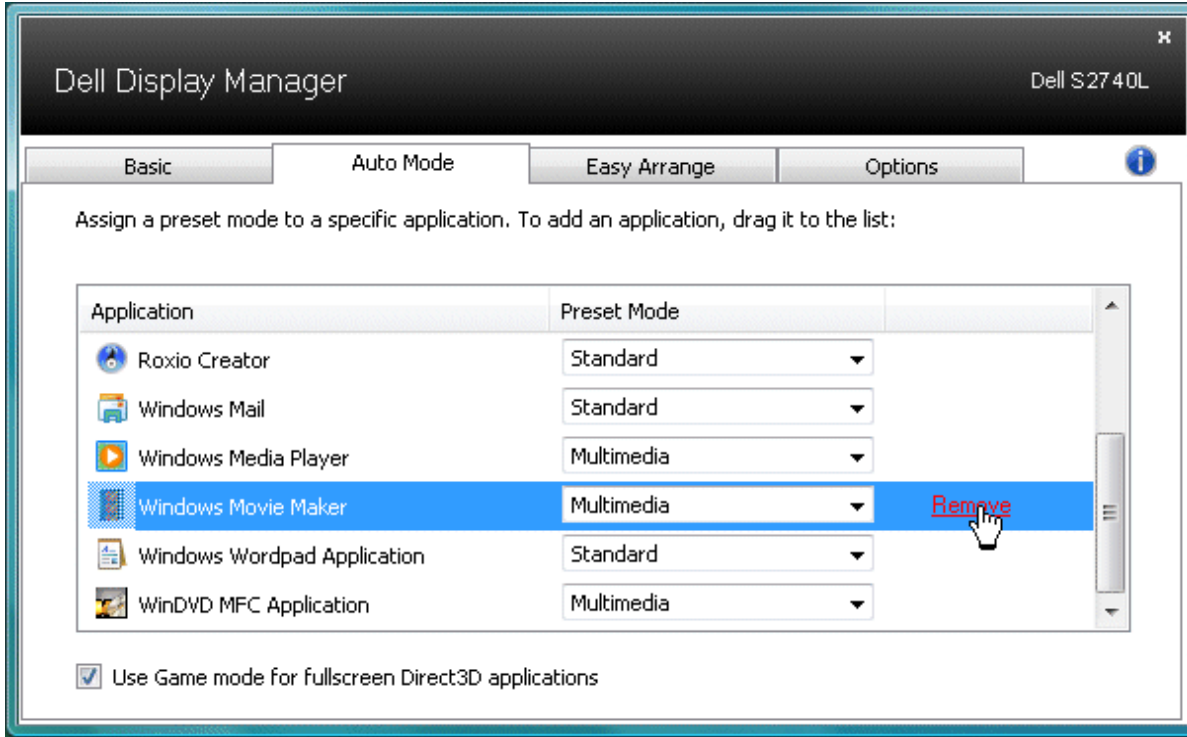 Dell Display Manager
Dell S2740L
Basic
Auto Mode
Easy Arrange
Options
Assign a preset mode to a specific application. To add an application, drag it to the list:
Application Preset Mode
Roxio Creator Standard
Windows Mail Standard
Windows Media Player Multimedia
Windows Movie Maker Multimedia Remove
Windows Wordpad Application Standard
WinDVD MFC Application Multimedia
Use Game mode for fullscreen Direct3D applications